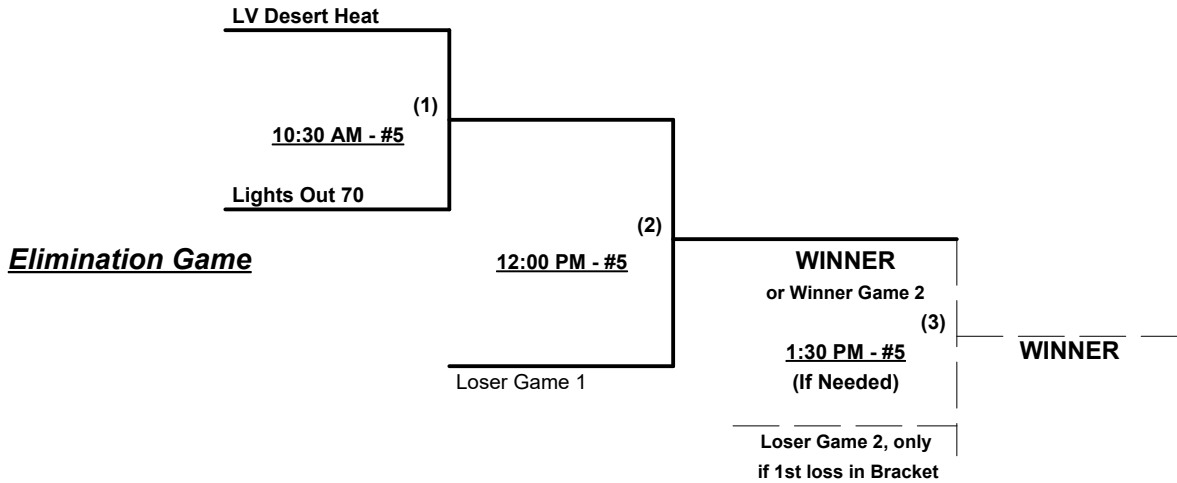 LV Desert Heat
(1)
10:30 AM - #5
Lights Out 70
(2)
Elimination Game
12:00 PM - #5
WINNER
or Winner Game 2
(3)
1:30 PM - #5
WINNER
(If Needed)
Loser Game 1
Loser Game 2, only
if 1st loss in Bracket